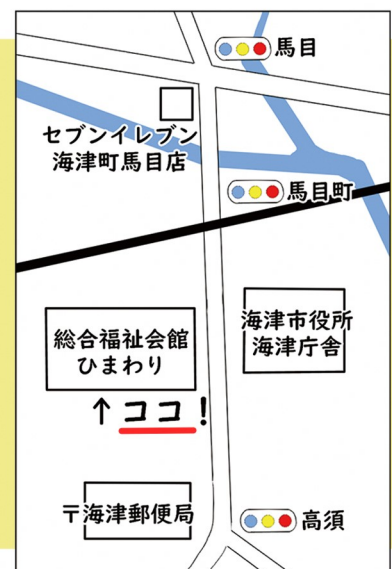 馬目
セブンイレブン
海津町馬目店
馬目町
総合福祉会館
ひまわり
海津市役所
海津庁舎
↑ココ!
〒海津郵便局
高須